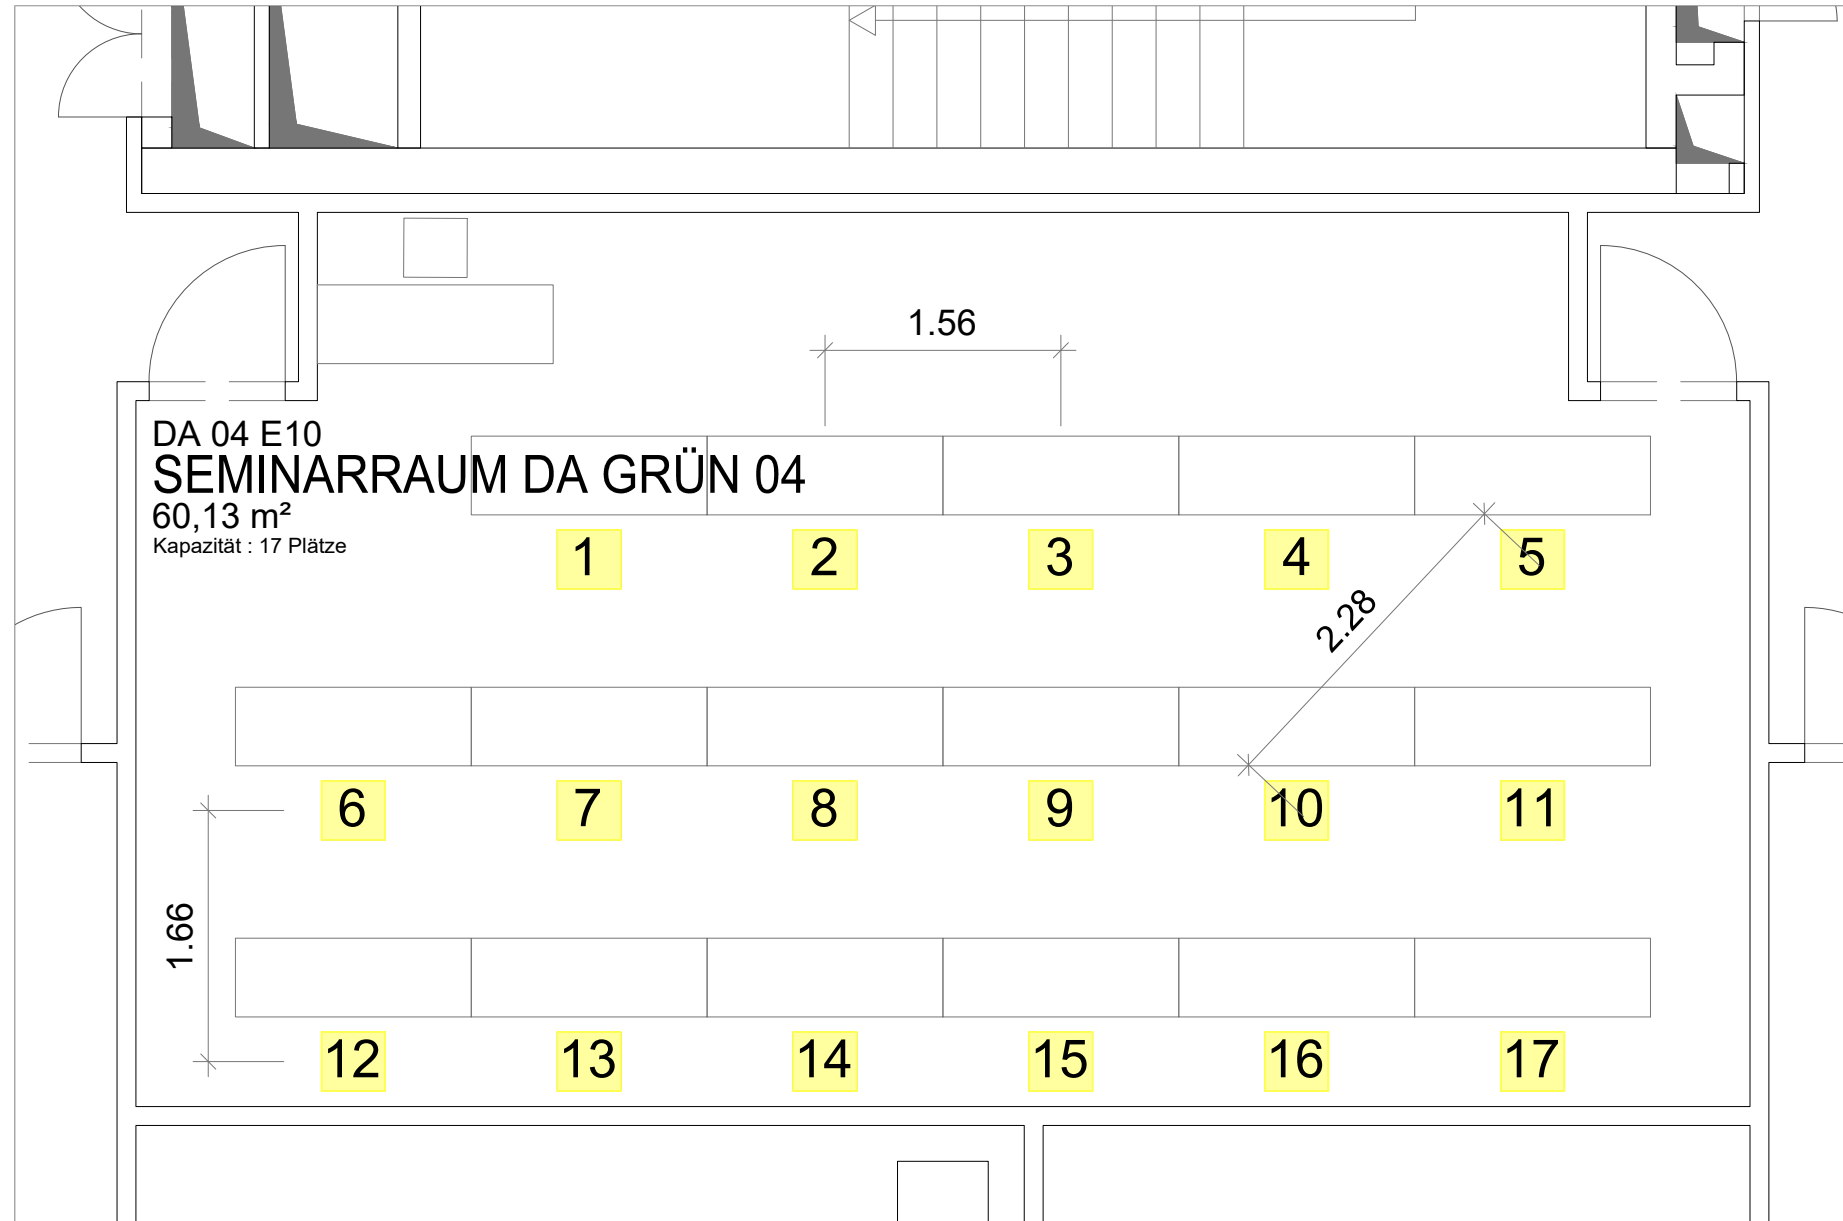 1.56
DA 04 E10
SEMINARRAUM DA GRÜN 04
60,13 m²
Kapazität : 17 Plätze
1 2 3 4 5
2.28
6 7 8 9 10 11
1.66
12 13 14 15 16 17